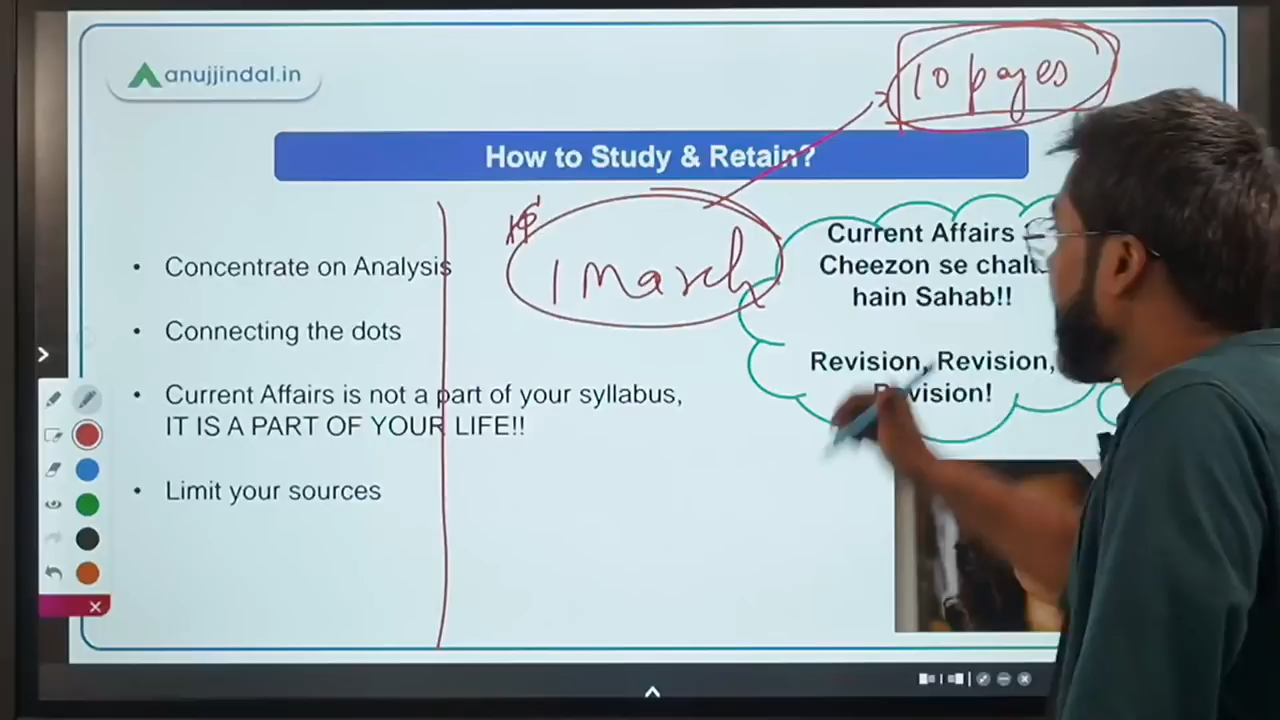 10 pages
anujjindal.in
How to Study & Retain?
1 March
Current Affairs
Cheezon se
hain Sahab!!
Revision, Revision,
• Concentrate on Analysis
• Connecting the dots
• Current Affairs is not a part of your syllabus,
IT IS A PART OF YOUR LIFE!!
• Limit your sources